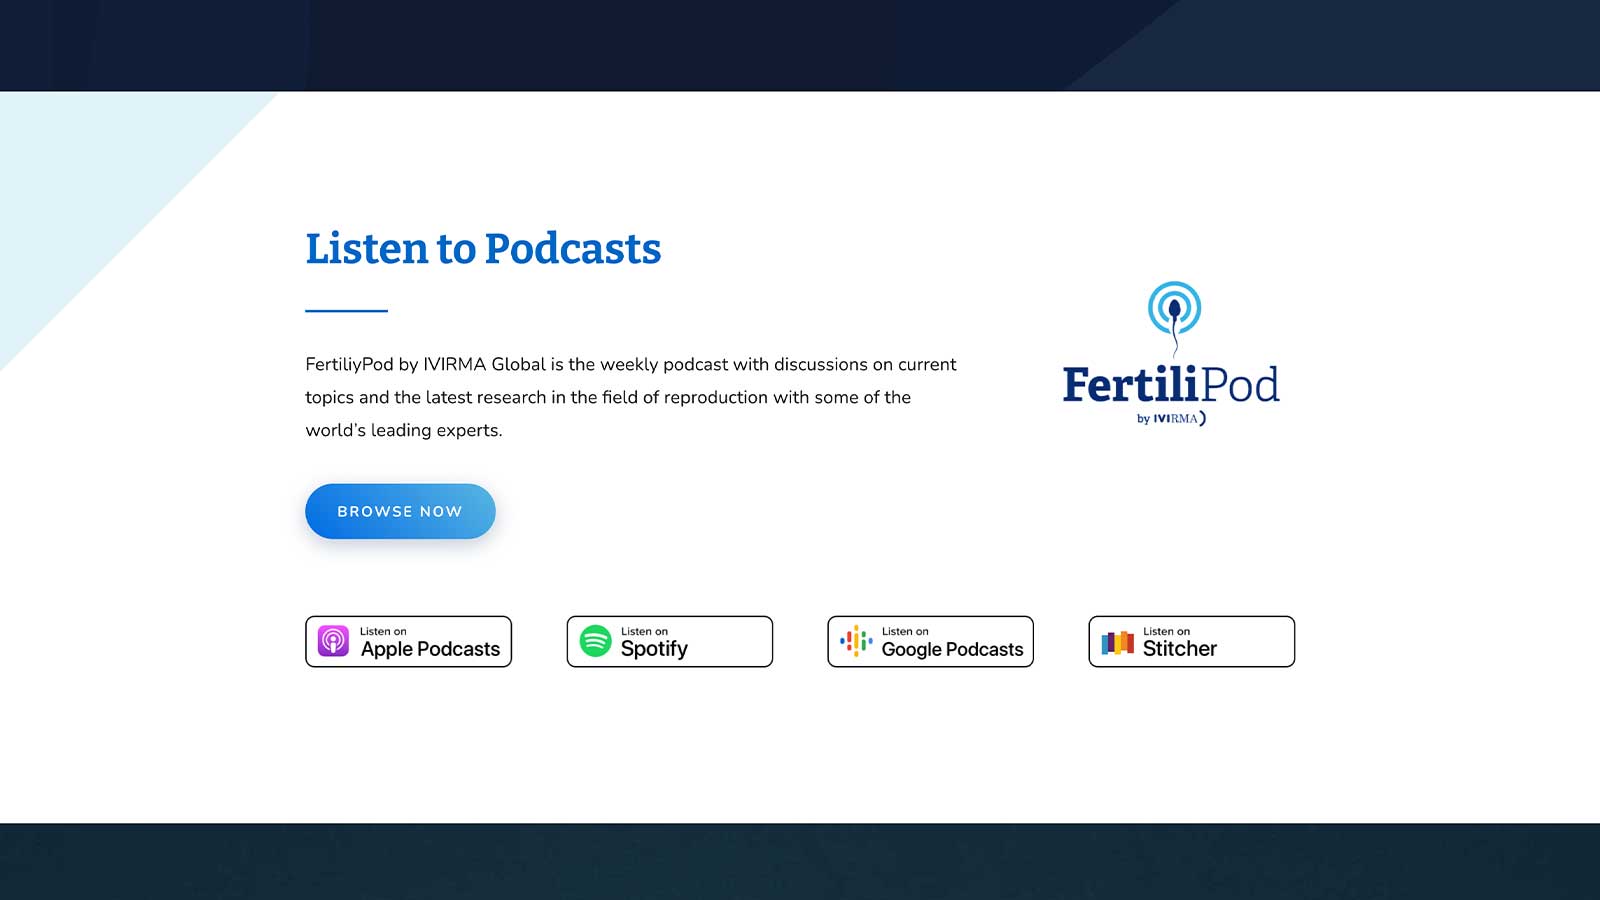 Listen to Podcasts
FertiliyPod by IVIRMA Global is the weekly podcast with discussions on current
topics and the latest research in the field of reproduction with some of the
world's leading experts.
FertiliPod
by IVIRMA
BROWSE NOW
Listen on
Apple Podcasts
Listen on
Spotify
Listen on
Google Podcasts
Listen on
Stitcher